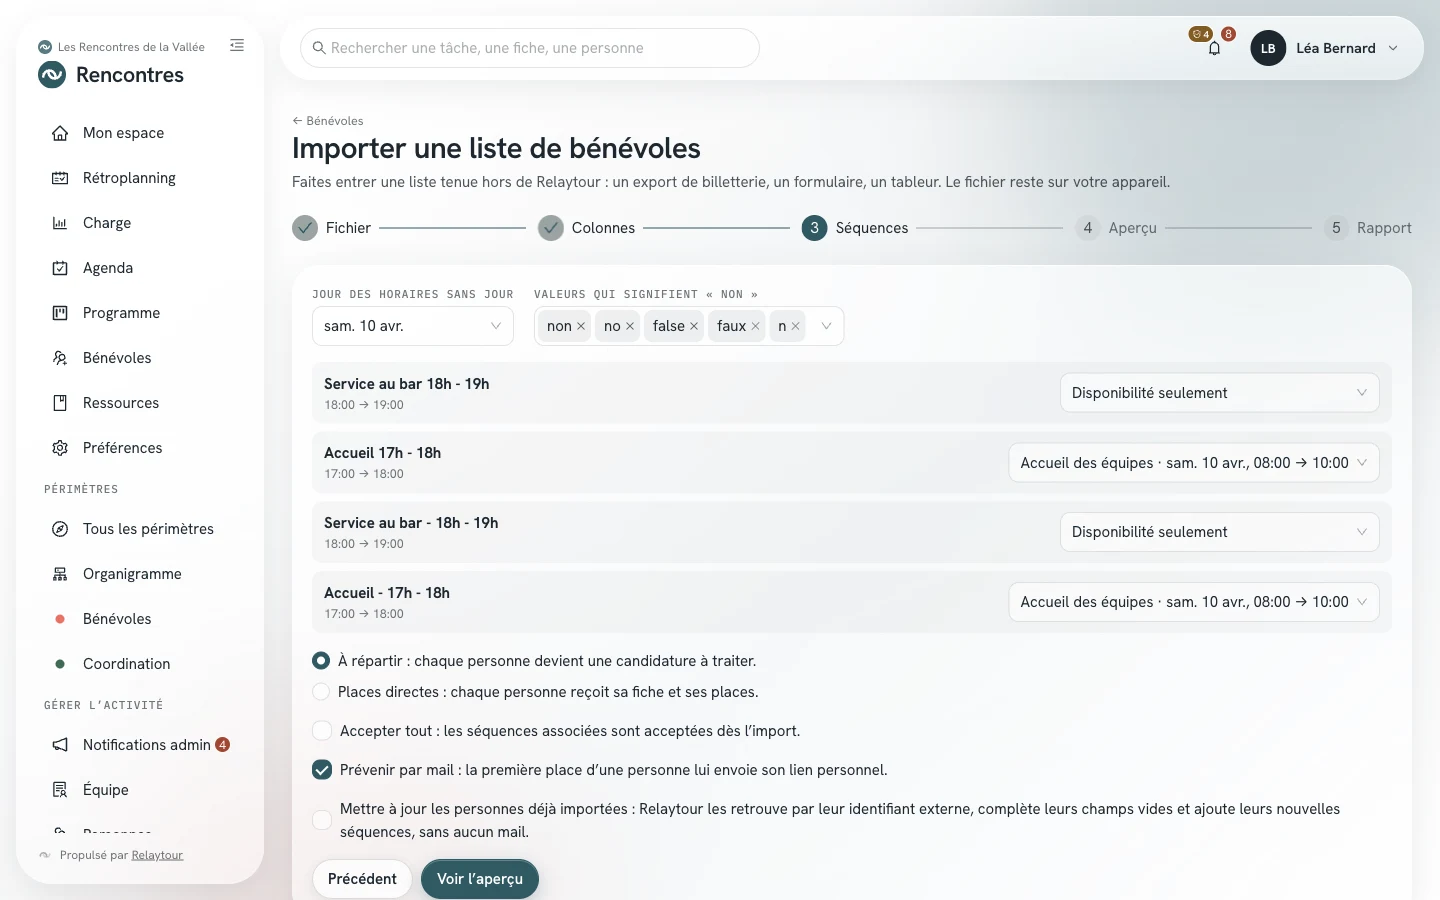 Les Rencontres de la Vallée
Rencontres
Mon espace
Rétroplanning
Charge
Agenda
Programme
Bénévoles
Ressources
Préférences
PÉRIMÈTRES
Tous les périmètres
Organigramme
Bénévoles
Coordination
GÉRER L’ACTIVITÉ
Notifications admin 4
Équipe
Propulsé par Relaytour
Rechercher une tâche, une fiche, une personne
4
8
LB
Léa Bernard
← Bénévoles
Importer une liste de bénévoles
Faites entrer une liste tenue hors de Relaytour : un export de billetterie, un formulaire, un tableur. Le fichier reste sur votre appareil.
Fichier
Colonnes
3 Séquences
4 Aperçu
5 Rapport
JOUR DES HORAIRES SANS JOUR
sam. 10 avr.
VALEURS QUI SIGNIFIENT « NON »
non × no × false × faux × n ×
Service au bar 18h - 19h
18:00 → 19:00
Disponibilité seulement
Accueil 17h - 18h
17:00 → 18:00
Accueil des équipes · sam. 10 avr., 08:00 → 10:00
Service au bar - 18h - 19h
18:00 → 19:00
Disponibilité seulement
Accueil - 17h - 18h
17:00 → 18:00
Accueil des équipes · sam. 10 avr., 08:00 → 10:00
À répartir : chaque personne devient une candidature à traiter.
Places directes : chaque personne reçoit sa fiche et ses places.
Accepter tout : les séquences associées sont acceptées dès l’import.
Prévenir par mail : la première place d’une personne lui envoie son lien personnel.
Mettre à jour les personnes déjà importées : Relaytour les retrouve par leur identifiant externe, complète leurs champs vides et ajoute leurs nouvelles
séquences, sans aucun mail.
Précédent
Voir l’aperçu